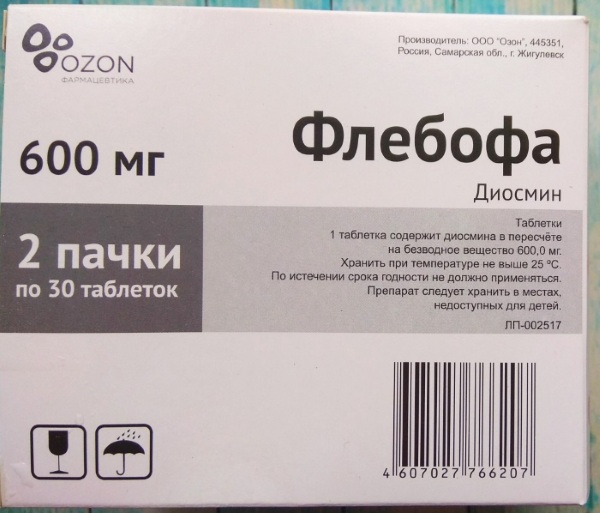 OZON
ФАРМАЦЕВТИКА
Производитель: ООО "Озон", 445351,
Россия, Самарская обл., г. Жигулевск
600 мг
Флебофа
Диосмин
2 пачки
по 30 таблеток
Таблетки
1 таблетка содержит диосмина в пересчёте
на безводное вещество 600,0 мг.
Хранить при температуре не выше 25 ºС.
По истечении срока годности не должно применяться.
Препарат следует хранить в местах,
недоступных для детей.
ЛП-002517
4 607027 766207